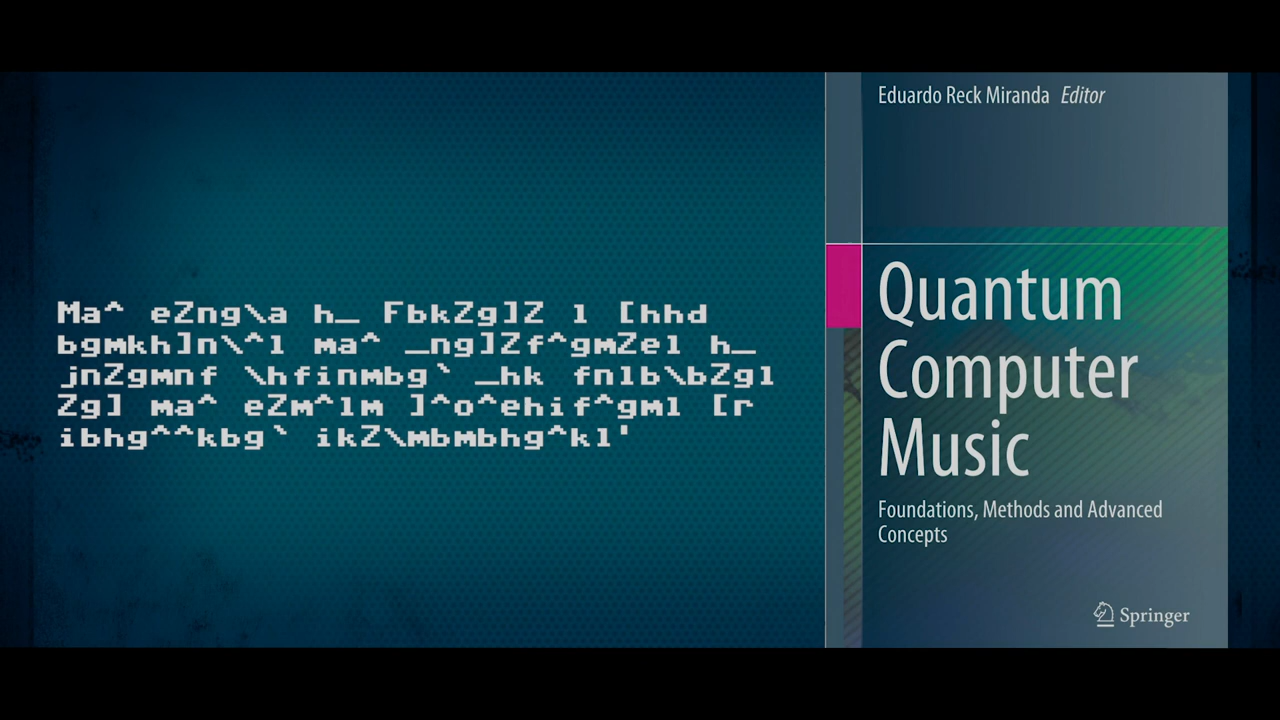 Ma^ eZng\a h_ FbkZg]Z l [hhd
bgmkh]n\^l ma^ _ng]Zf^gmZel h_
jnZgmnf \hfinmbg` _hk fnlb\bZgl
Zg] ma^ eZm^lm ]^o^ehif^gml [r
ibhg^^kbg` ikZ\mbmbhg^kl'
Eduardo Reck Miranda Editor
Quantum
Computer
Music
Foundations, Methods and Advanced
Concepts
Springer